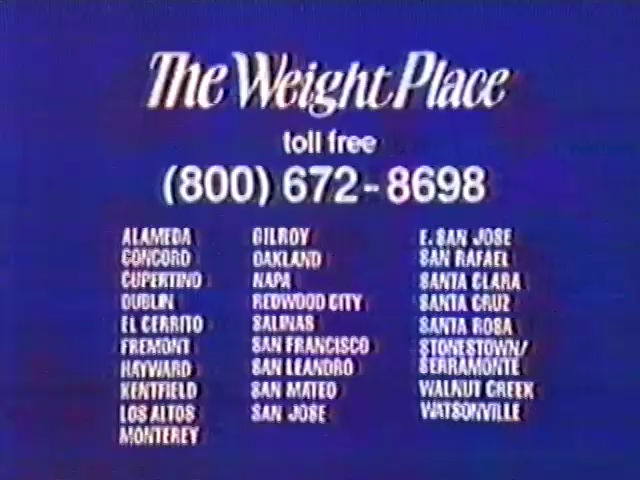 The Weight Place
toll free
(800) 672-8698
ALAMEDA
CONCORD
CUPERTINO
DUBLIN
EL CERRITO
FREMONT
HAYWARD
KENTFIELD
LOS ALTOS
MONTEREY
GILROY
OAKLAND
NAPA
REDWOOD CITY
SALINAS
SAN FRANCISCO
SAN LEANDRO
SAN MATEO
SAN JOSE
E. SAN JOSE
SAN RAFAEL
SANTA CLARA
SANTA CRUZ
SANTA ROSA
STONESTOWN/
SERRAMONTE
WALNUT CREEK
WATSONVILLE